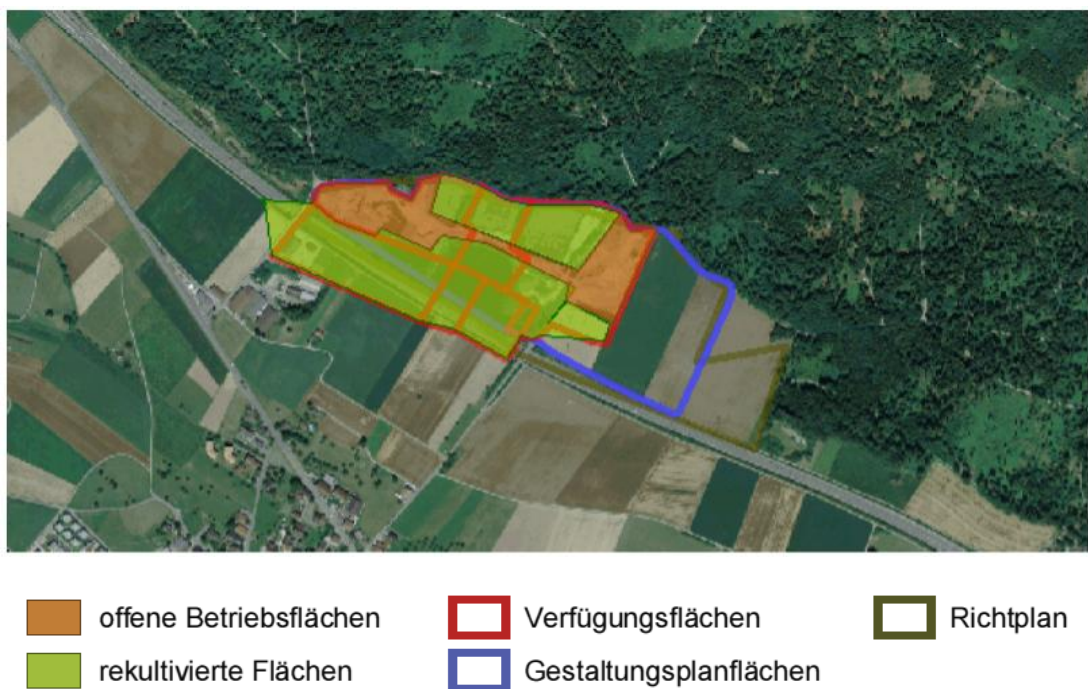 offene Betriebsflächen
Verfügungsflächen
Richtplan
rekultivierte Flächen
Gestaltungsplanflächen